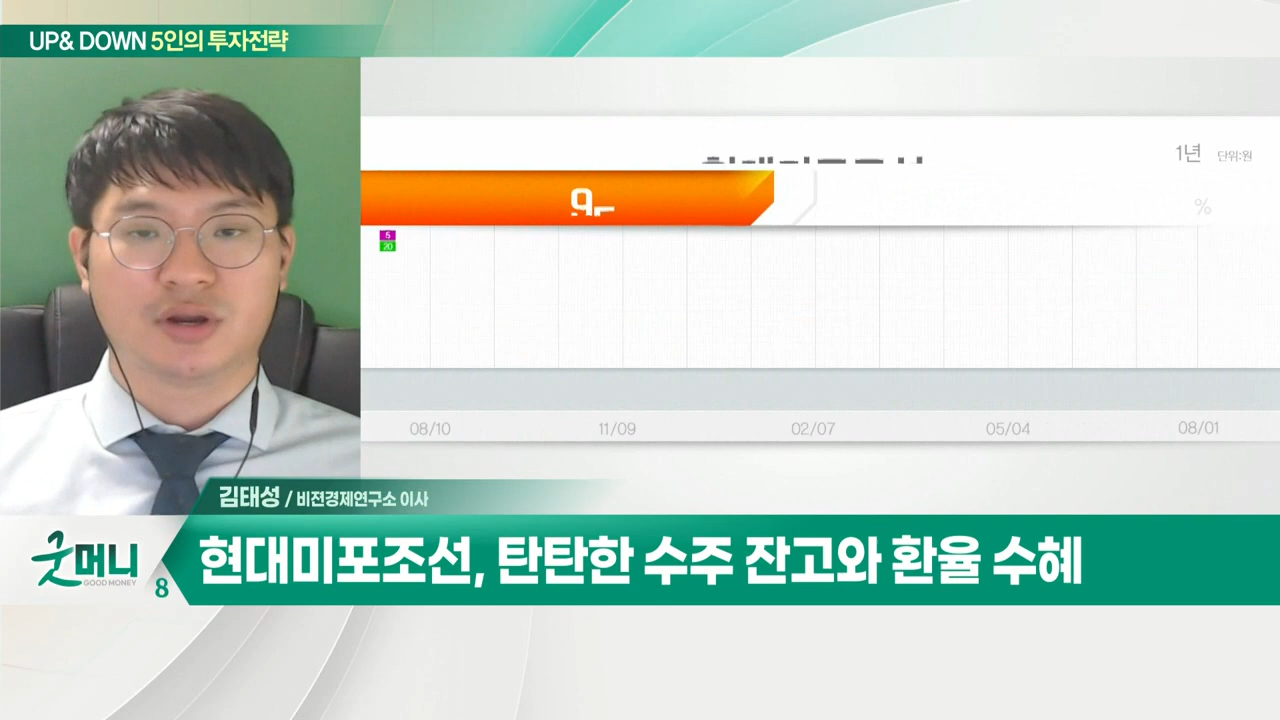 UP& DOWN 5인의 투자전략
1년 단위:원
%
5
20
08/10 11/09 02/07 05/04 08/01
김태성 / 비전경제연구소 이사
굿머니
GOOD MONEY
8
현대미포조선, 탄탄한 수주 잔고와 환율 수혜